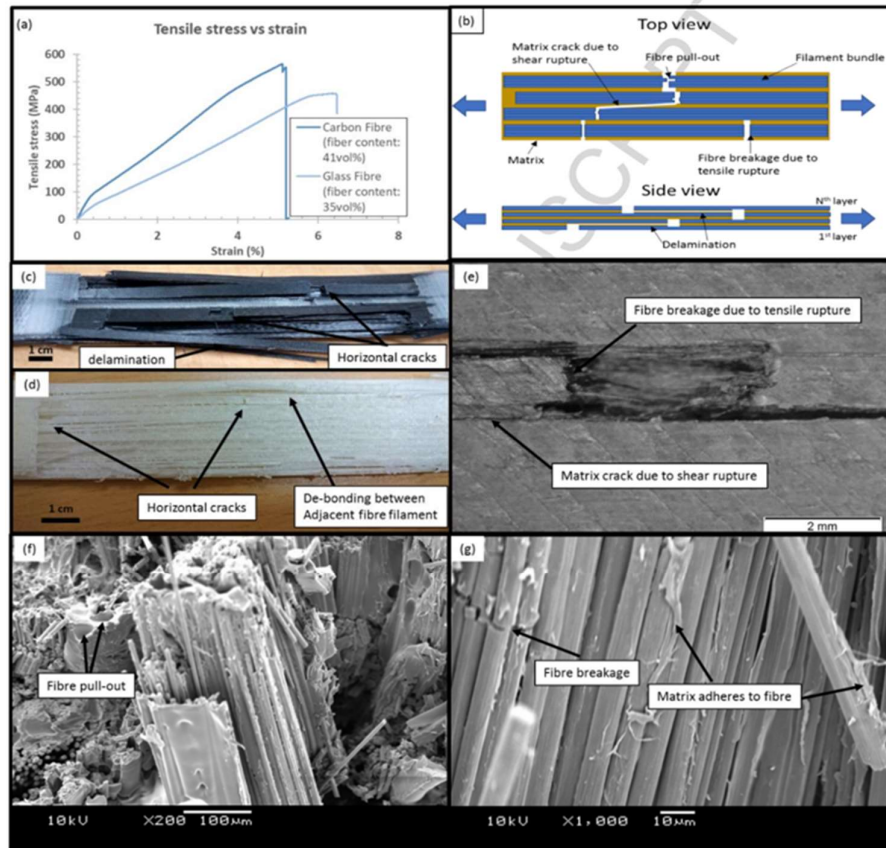 (a)
Tensile stress vs strain
Tensile stress (MPa)
600
500
400
300
200
100
0
0
2
4
6
8
Strain (%)
Carbon Fibre
(fiber content:
41vol%)
Glass Fibre
(fiber content:
35vol%)
(b)
Top view
Matrix crack due to
shear rupture
Fibre pull-out
Filament bundle
Matrix
Fibre breakage due to
tensile rupture
Side view
Nth layer
Delamination
1st layer
ISCRIPT
(c)
delamination
Horizontal cracks
1 cm
(d)
Horizontal cracks
De-bonding between
Adjacent fibre filament
1 cm
(e)
Fibre breakage due to tensile rupture
Matrix crack due to shear rupture
2 mm
(f)
Fibre pull-out
10kV X200 100µm
(g)
Fibre breakage
Matrix adheres to fibre
10kV X1,000 10µm